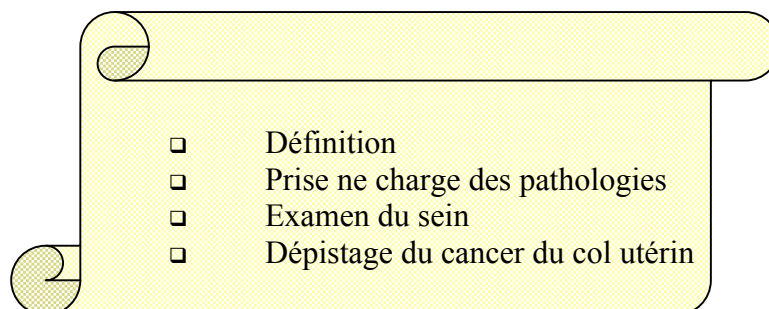 ❑ Définition
❑ Prise ne charge des pathologies
❑ Examen du sein
❑ Dépistage du cancer du col utérin